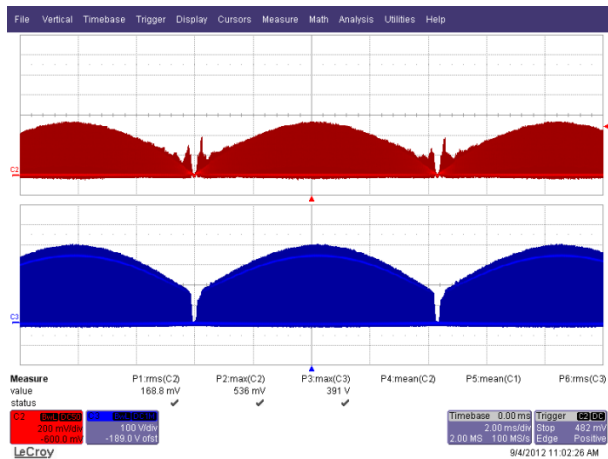 File Vertical Timebase Trigger Display Cursors Measure Math Analysis Utilities Help
C2
C3
Measure P1:rms(C2) P2:max(C2) P3:max(C3) P4:mean(C2) P5:mean(C1) P6:rms(C3)
value 168.8 mV 536 mV 391 V
status
C2 BwL DC50
200 mV/div
-600.0 mV
C3
100 V/div
-189.0 V ofst
Timebase 0.00 ms
2.00 ms/div
2.00 MS 100 MS/s
Trigger C2 DC
Stop 482 mV
Edge Positive
LeCroy
9/4/2012 11:02:26 AM